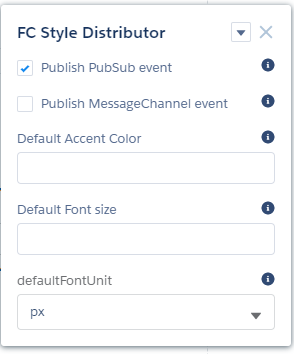 FC Style Distributor
Publish PubSub event
Publish MessageChannel event
Default Accent Color
Default Font size
defaultFontUnit
px